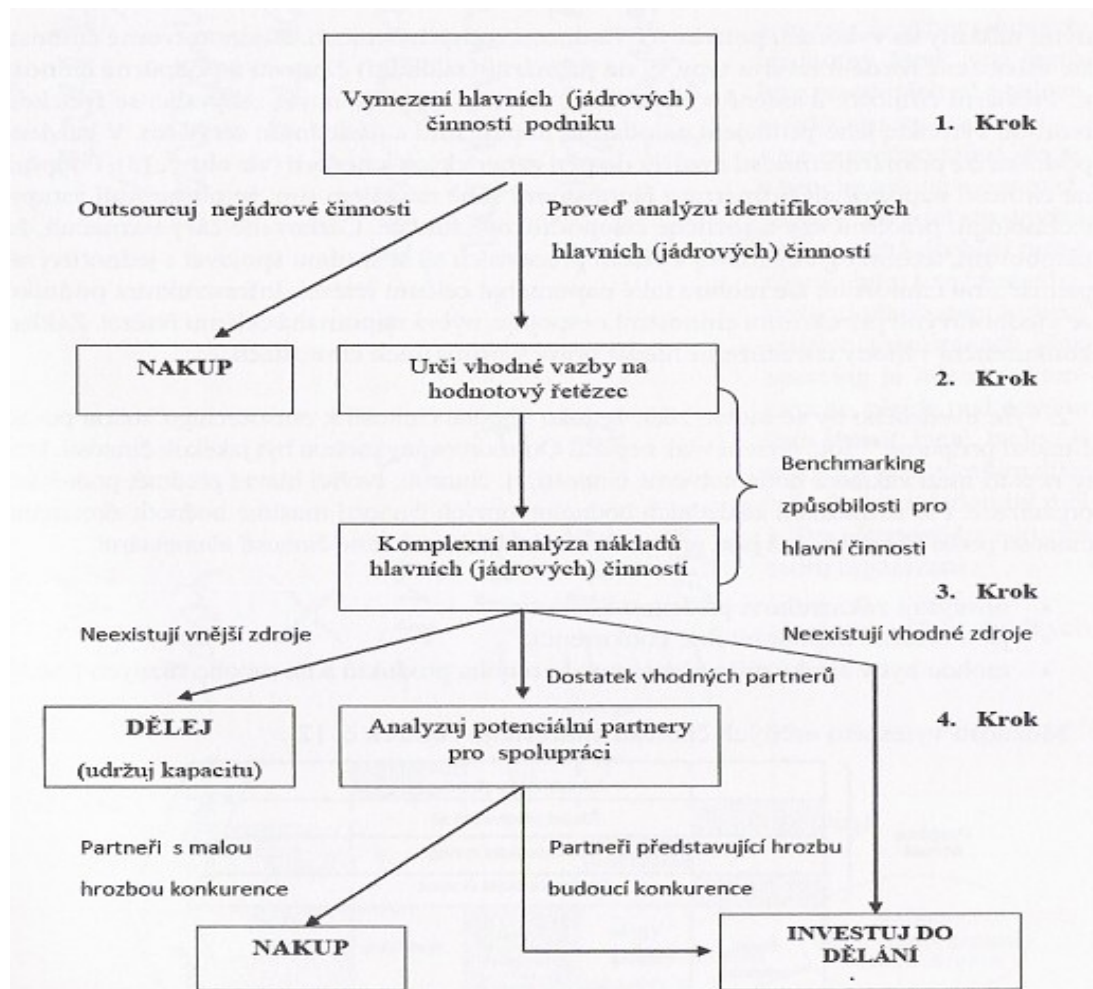 Vymezení hlavních (jádrových)
činností podniku
1. Krok
Outsourcuj nejádrové činnosti
Proveď analýzu identifikovaných
hlavních (jádrových) činností
NAKUP
Urči vhodné vazby na
hodnotový řetězec
2. Krok
Benchmarking
způsobilosti pro
hlavní činnosti
Komplexní analýza nákladů
hlavních (jádrových) činností
3. Krok
Neexistují vnější zdroje
Neexistují vhodné zdroje
Dostatek vhodných partnerů
DĚLEJ
(udržuj kapacitu)
Analyzuj potenciální partnery
pro spolupráci
4. Krok
Partneři s malou
hrozbou konkurence
Partneři představující hrozbu
budoucí konkurence
NAKUP
INVESTUJ DO
DĚLÁNÍ